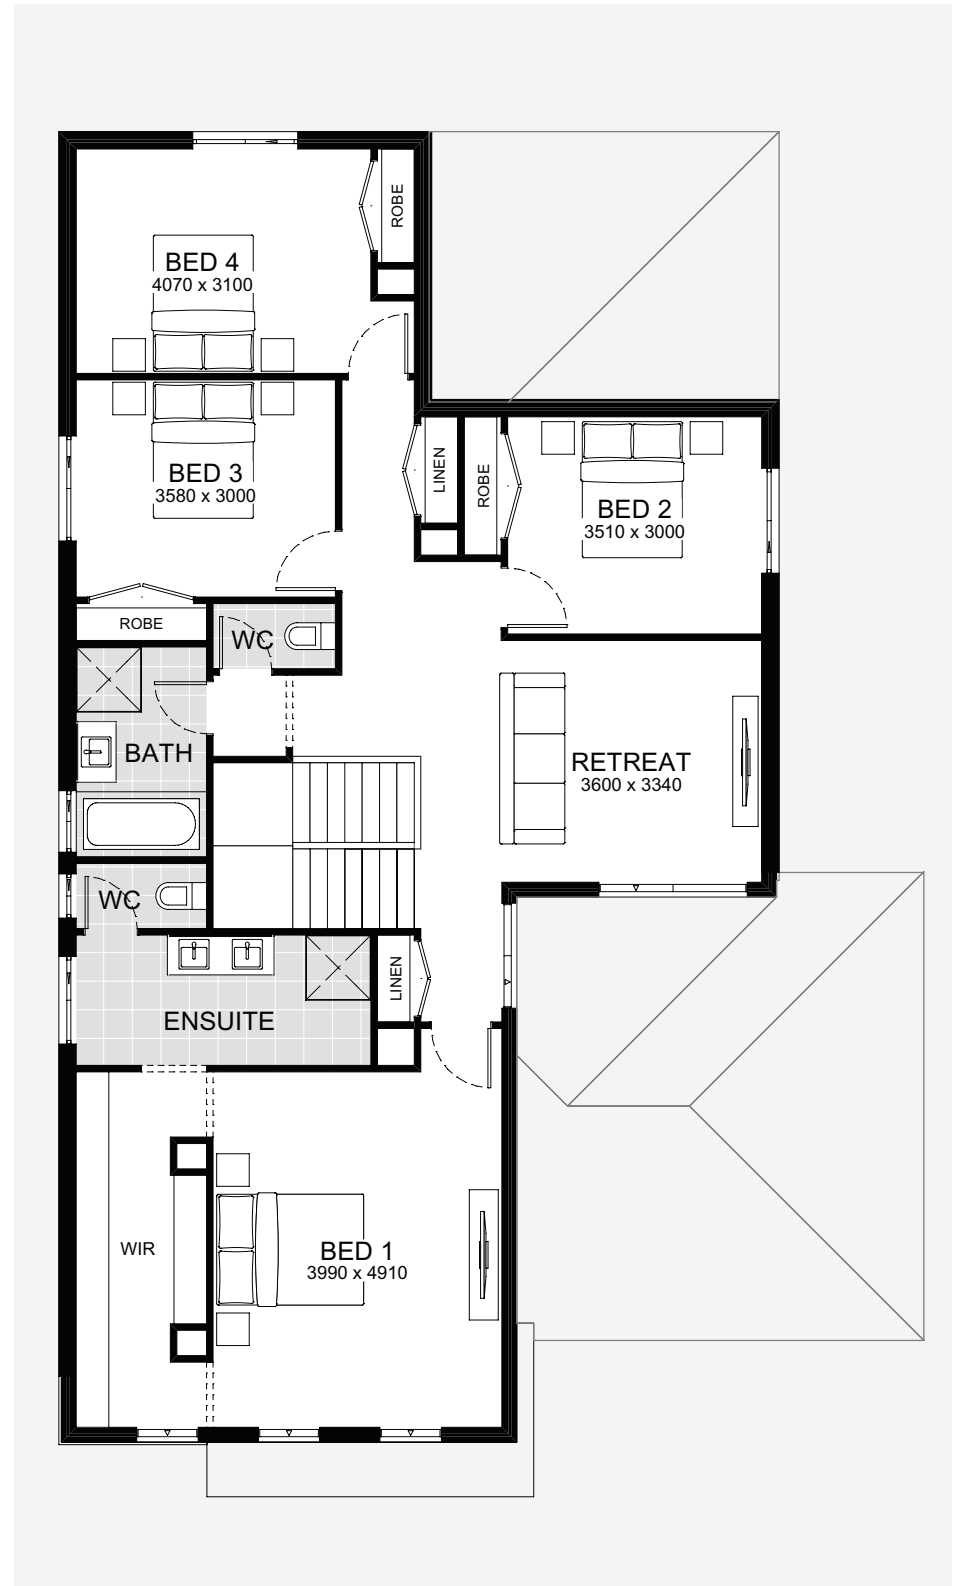 ROBE
BED 4
4070 x 3100
BED 3
3580 x 3000
LINEN
ROBE
BED 2
3510 x 3000
ROBE
WC
BATH
RETREAT
3600 x 3340
WC
LINEN
ENSUITE
WIR
BED 1
3990 x 4910